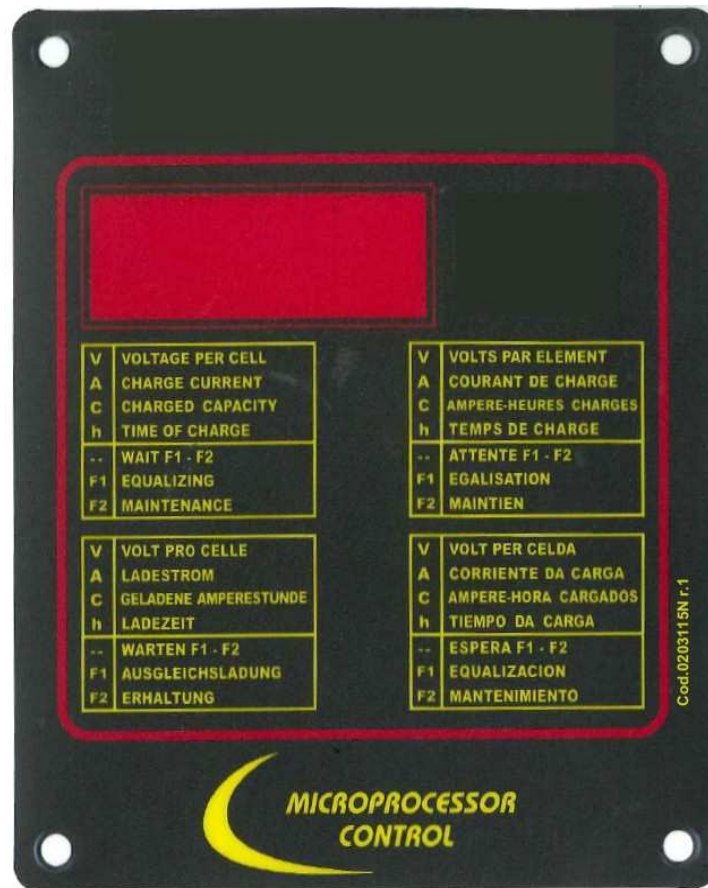 V VOLTAGE PER CELL
A CHARGE CURRENT
C CHARGED CAPACITY
h TIME OF CHARGE
-- WAIT F1 - F2
F1 EQUALIZING
F2 MAINTENANCE
V VOLTS PAR ELEMENT
A COURANT DE CHARGE
C AMPERE-HEURES CHARGES
h TEMPS DE CHARGE
-- ATTENTE F1 - F2
F1 EGALISATION
F2 MAINTIEN
V VOLT PRO CELLE
A LADESTROM
C GELADENE AMPERESTUNDE
h LADEZEIT
-- WARTEN F1 - F2
F1 AUSGLEICHSLADUNG
F2 ERHALTUNG
V VOLT PER CELDA
A CORRIENTE DA CARGA
C AMPERE-HORA CARGADOS
h TIEMPO DA CARGA
-- ESPERA F1 - F2
F1 EQUALIZACION
F2 MANTENIMIENTO
Cod.0203115N r.1
MICROPROCESSOR
CONTROL